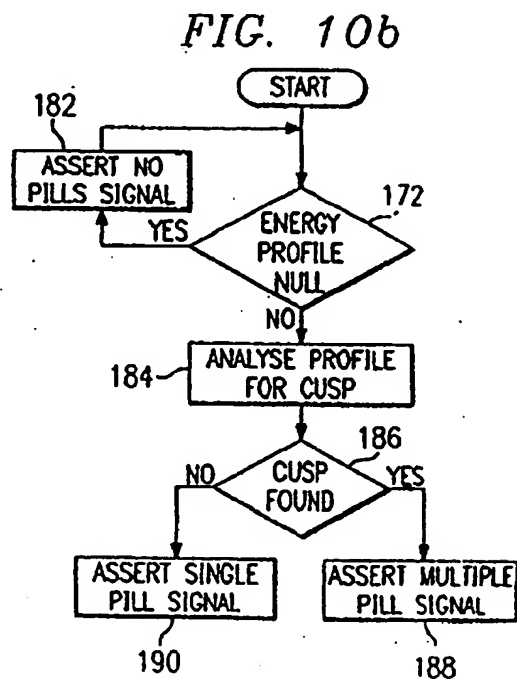 FIG. 10b
START
182
ASSERT NO
PILLS SIGNAL
172
YES
ENERGY
PROFILE
NULL
NO
184
ANALYSE PROFILE
FOR CUSP
186
NO
CUSP
FOUND
YES
ASSERT SINGLE
PILL SIGNAL
ASSERT MULTIPLE
PILL SIGNAL
190
188